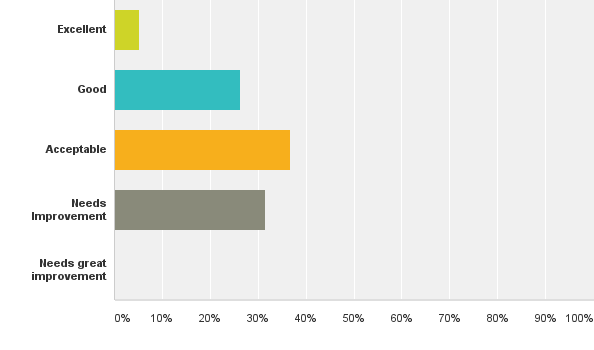 Excellent
Good
Acceptable
Needs
Improvement
Needs great
improvement
0% 10% 20% 30% 40% 50% 60% 70% 80% 90% 100%